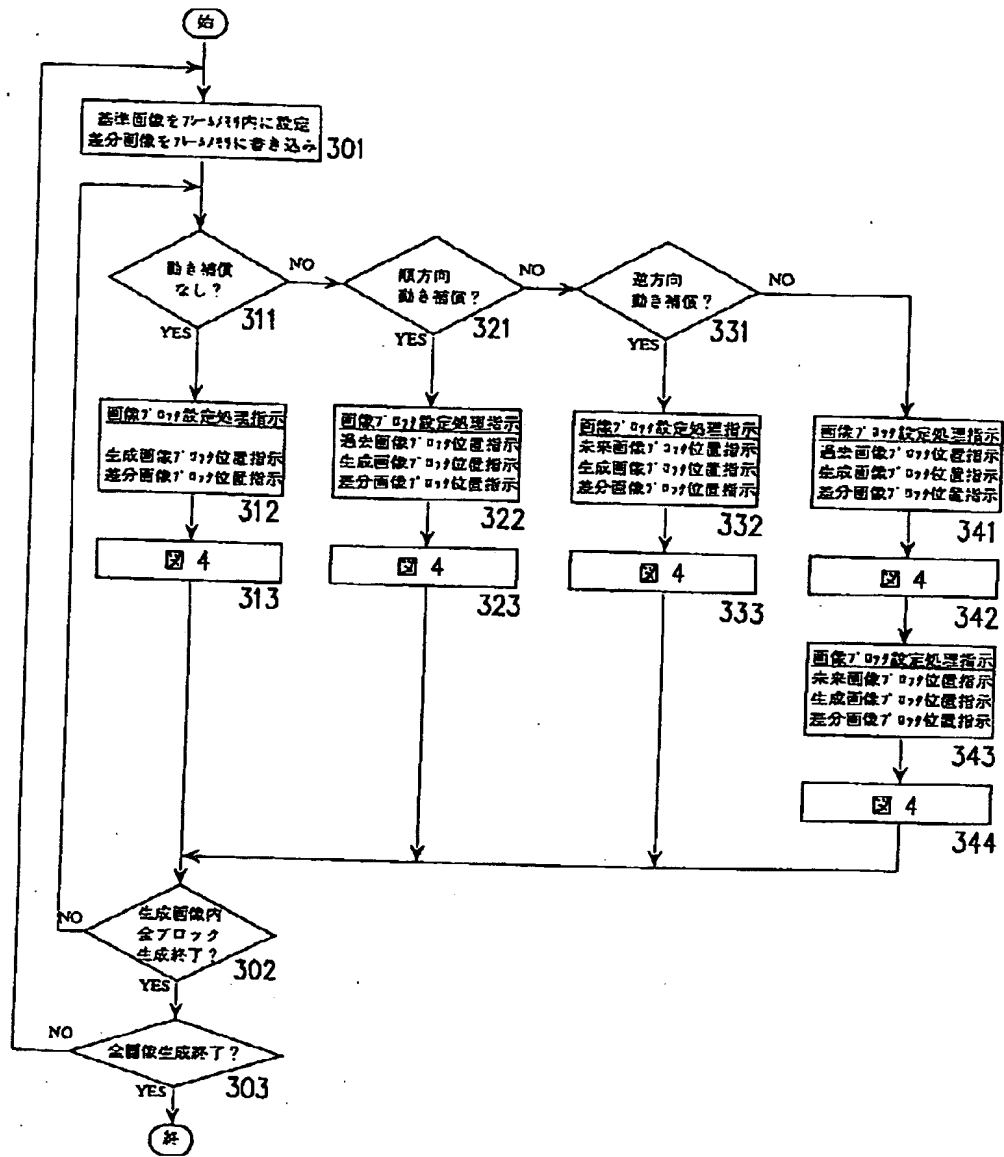 始
基準画像をフレームメモリ内に設定
差分画像をフレームメモリに書き込み
301
動き補償
なし?
311
NO
YES
順方向
動き補償?
321
NO
YES
逆方向
動き補償?
331
NO
YES
画像ブロック設定処理指示
生成画像ブロック位置指示
差分画像ブロック位置指示
312
画像ブロック設定処理指示
過去画像ブロック位置指示
生成画像ブロック位置指示
差分画像ブロック位置指示
322
画像ブロック設定処理指示
未来画像ブロック位置指示
生成画像ブロック位置指示
差分画像ブロック位置指示
332
画像ブロック設定処理指示
過去画像ブロック位置指示
生成画像ブロック位置指示
差分画像ブロック位置指示
341
図 4
313
図 4
323
図 4
333
図 4
342
画像ブロック設定処理指示
未来画像ブロック位置指示
生成画像ブロック位置指示
差分画像ブロック位置指示
343
図 4
344
生成画像内
全ブロック
生成終了?
302
NO
YES
全画像生成終了?
303
NO
YES
終